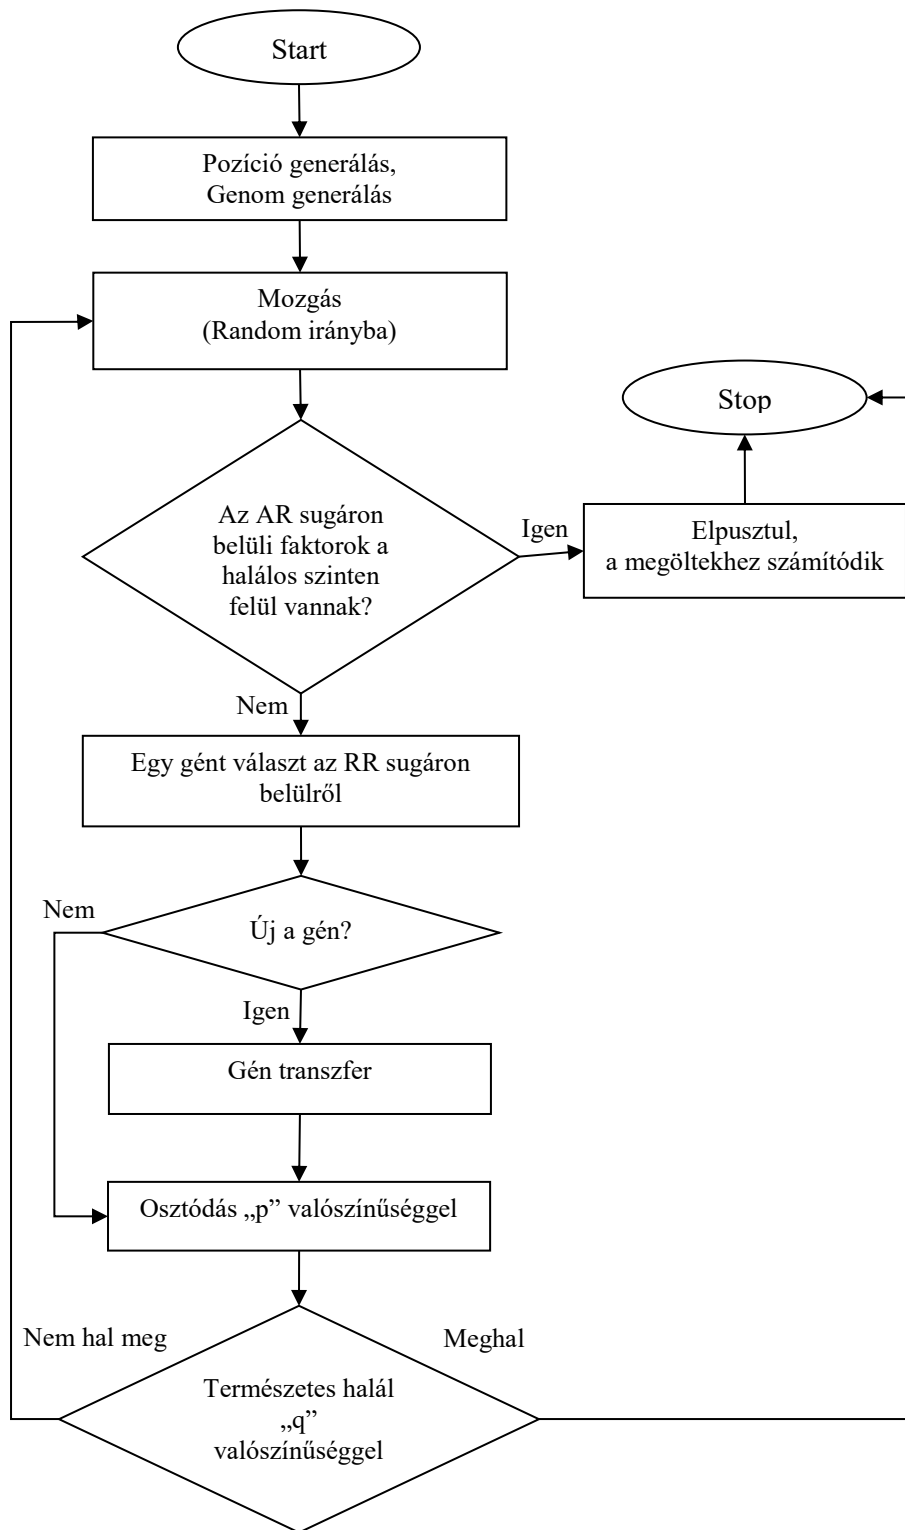 Start
Pozíció generálás,
Genom generálás
Mozgás
(Random irányba)
Stop
Az AR sugáron
belüli faktorok a
halálos szinten
felül vannak?
Igen
Elpusztul,
a megöltekhez számítódik
Nem
Egy gént választ az RR sugáron
belülről
Nem
Új a gén?
Igen
Gén transzfer
Osztódás „p” valószínűséggel
Nem hal meg
Meghal
Természetes halál
„q”
valószínűséggel